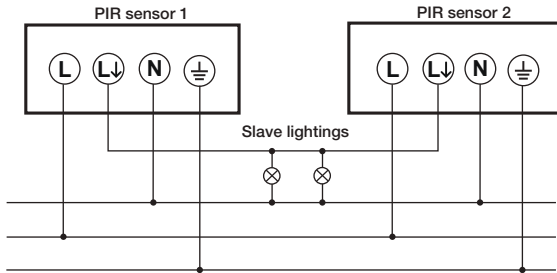 PIR sensor 1 PIR sensor 2
L L↓ N L L↓ N
Slave lightings